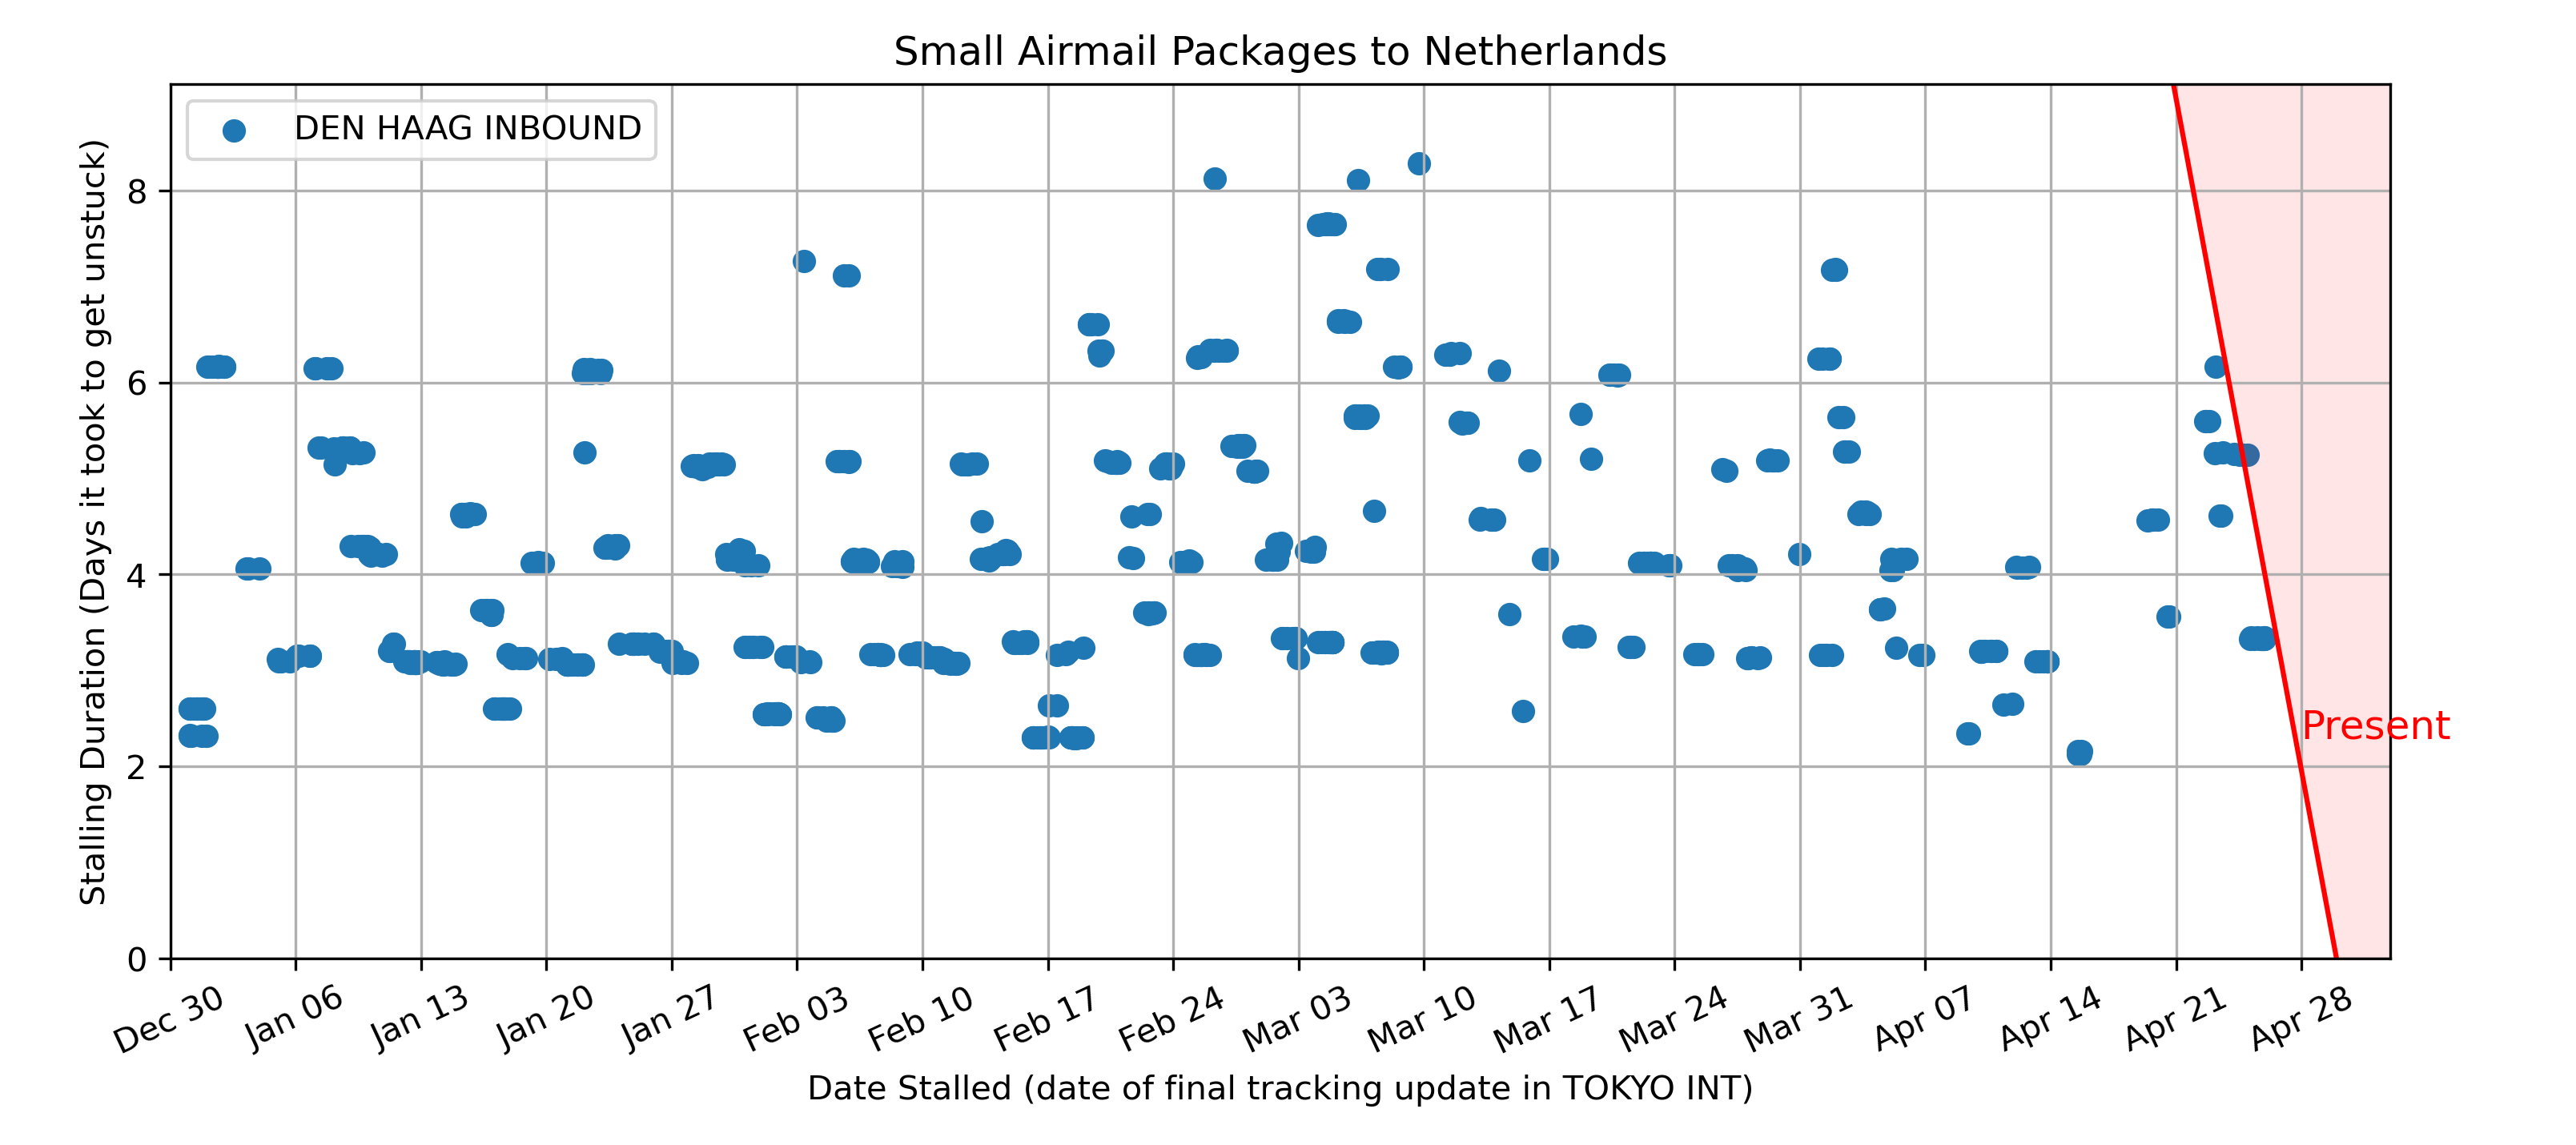 Small Airmail Packages to Netherlands
DEN HAAG INBOUND
Stalling Duration (Days it took to get unstuck)
8
6
4
2
0
Present
Dec 30
Jan 06
Jan 13
Jan 20
Jan 27
Feb 03
Feb 10
Feb 17
Feb 24
Mar 03
Mar 10
Mar 17
Mar 24
Mar 31
Apr 07
Apr 14
Apr 21
Apr 28
Date Stalled (date of final tracking update in TOKYO INT)